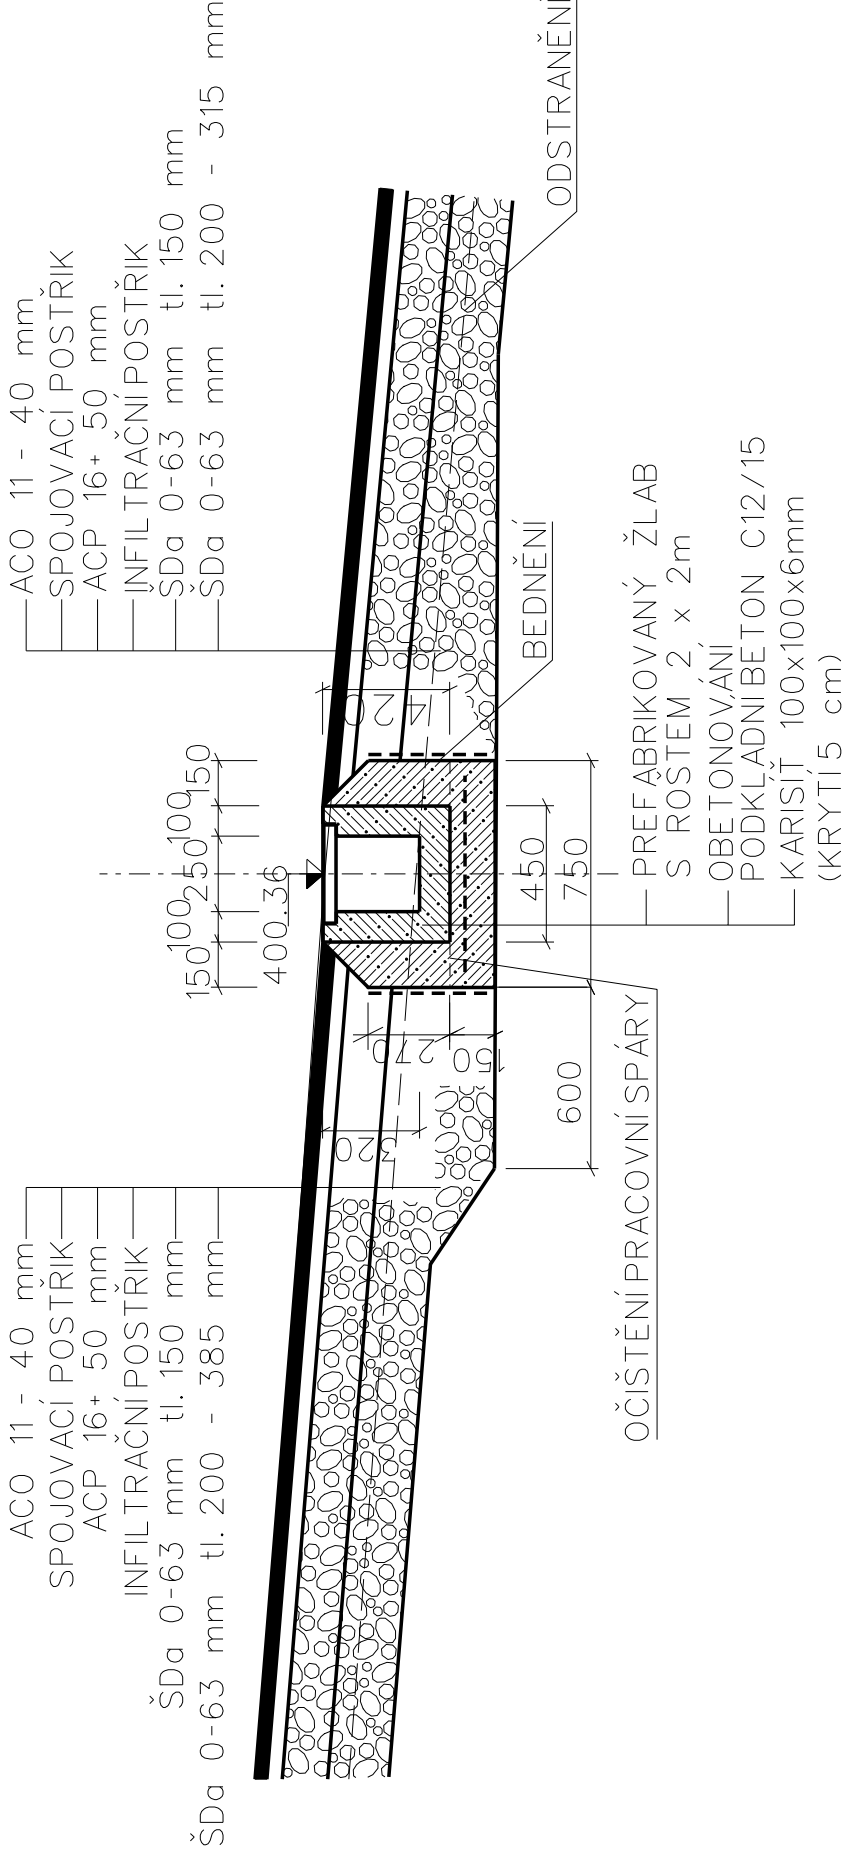 ACO 11 - 40 mm
SPOJOVACÍ POSTŘIK
ACP 16+ 50 mm
INFILTRAČNÍ POSTŘIK
ŠDa 0-63 mm tl. 150 mm
ŠDa 0-63 mm tl. 200 - 385 mm
ACO 11 - 40 mm
SPOJOVACÍ POSTŘIK
ACP 16+ 50 mm
INFILTRAČNÍ POSTŘIK
ŠDa 0-63 mm tl. 150 mm
ŠDa 0-63 mm tl. 200 - 315 mm
150
100
250
100
150
400.36
320
270
150
420
450
750
600
BEDNĚNÍ
ODSTRANĚNÍ
OČIŠTĚNÍ PRACOVNÍ SPÁRY
PREFABRIKOVANÝ ŽLAB
S ROŠTEM 2 x 2m
OBETONOVÁNÍ
PODKLADNI BETON C12/15
KARISÍŤ 100x100x6mm
(KRYTÍ 5 cm)